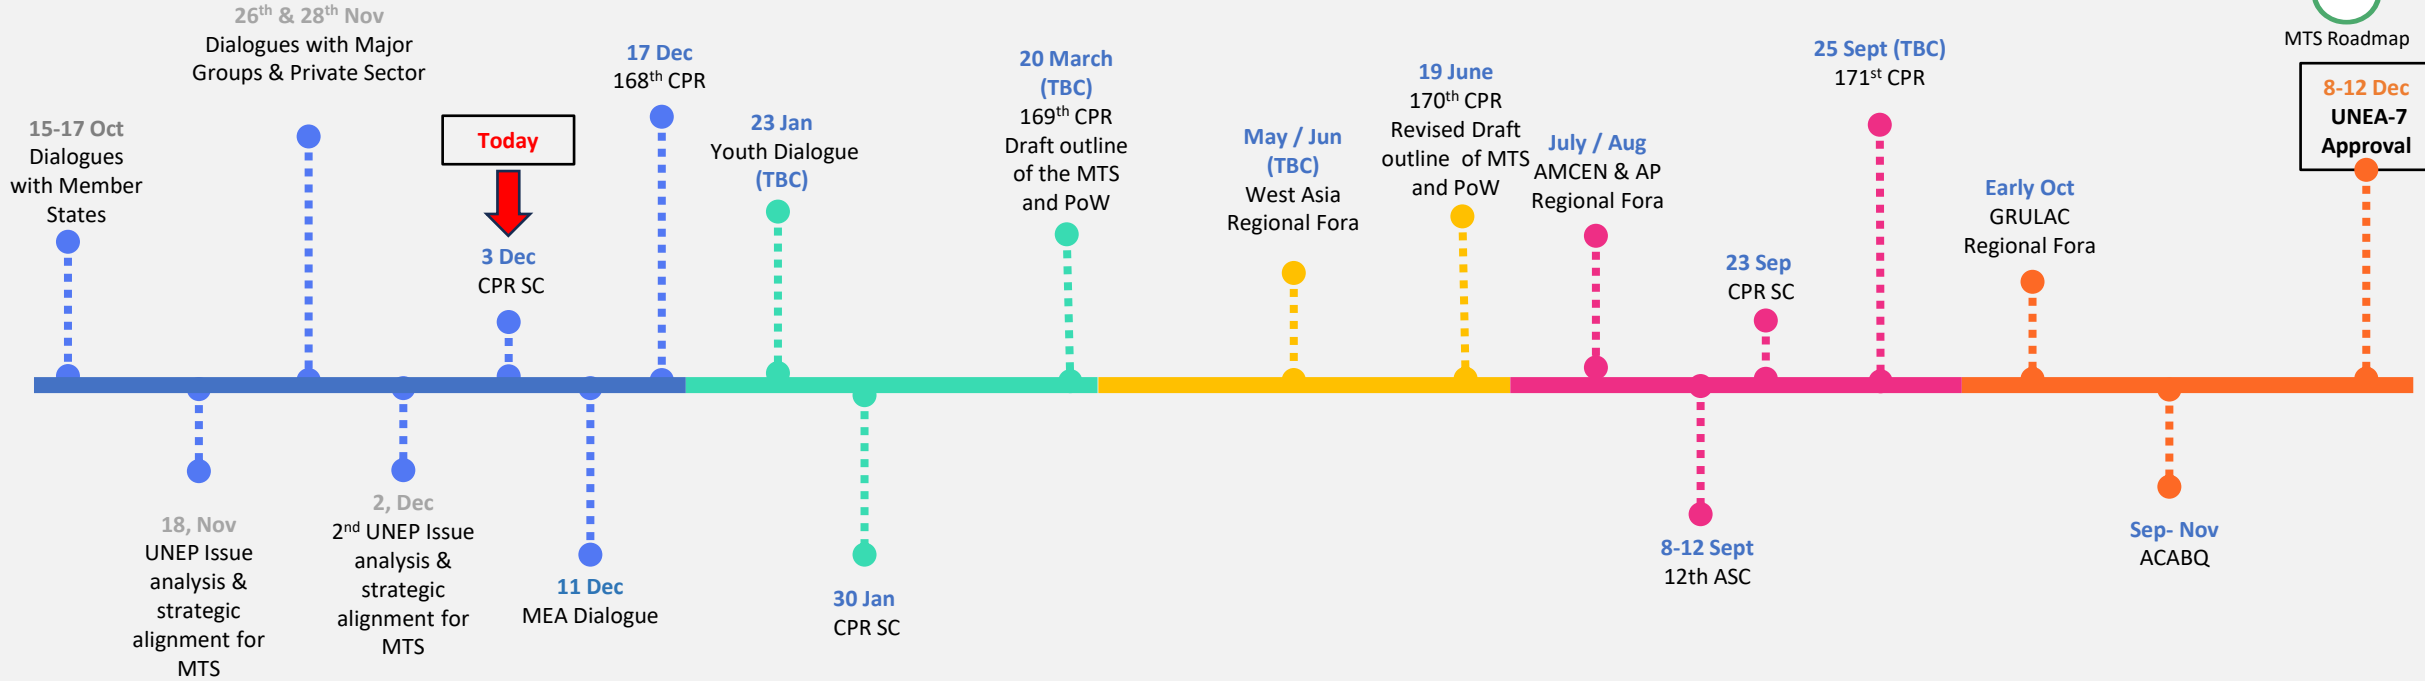 15-17 Oct
Dialogues
with Member
States
18, Nov
UNEP Issue
analysis &
strategic
alignment for
MTS
26th & 28th Nov
Dialogues with Major
Groups & Private Sector
2, Dec
2nd UNEP Issue
analysis &
strategic
alignment for
MTS
Today
3 Dec
CPR SC
11 Dec
MEA Dialogue
17 Dec
168th CPR
23 Jan
Youth Dialogue
(TBC)
30 Jan
CPR SC
20 March
(TBC)
169th CPR
Draft outline
of the MTS
and PoW
May / Jun
(TBC)
West Asia
Regional Fora
19 June
170th CPR
Revised Draft
outline of MTS
and PoW
July / Aug
AMCEN & AP
Regional Fora
8-12 Sept
12th ASC
23 Sep
CPR SC
25 Sept (TBC)
171st CPR
Early Oct
GRULAC
Regional Fora
Sep- Nov
ACABQ
MTS Roadmap
8-12 Dec
UNEA-7
Approval